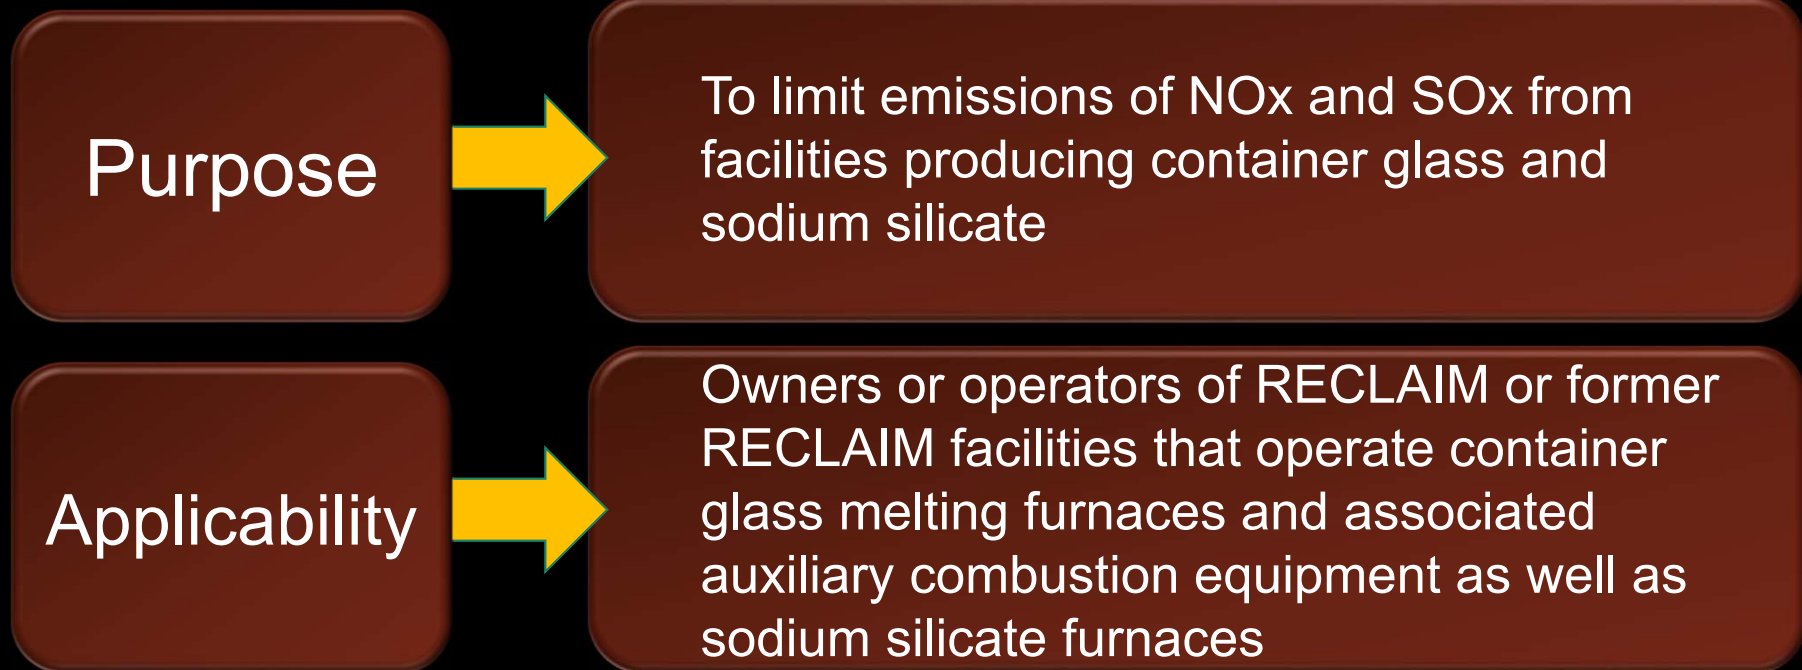 Purpose
To limit emissions of NOx and SOx from
facilities producing container glass and
sodium silicate
Applicability
Owners or operators of RECLAIM or former
RECLAIM facilities that operate container
glass melting furnaces and associated
auxiliary combustion equipment as well as
sodium silicate furnaces